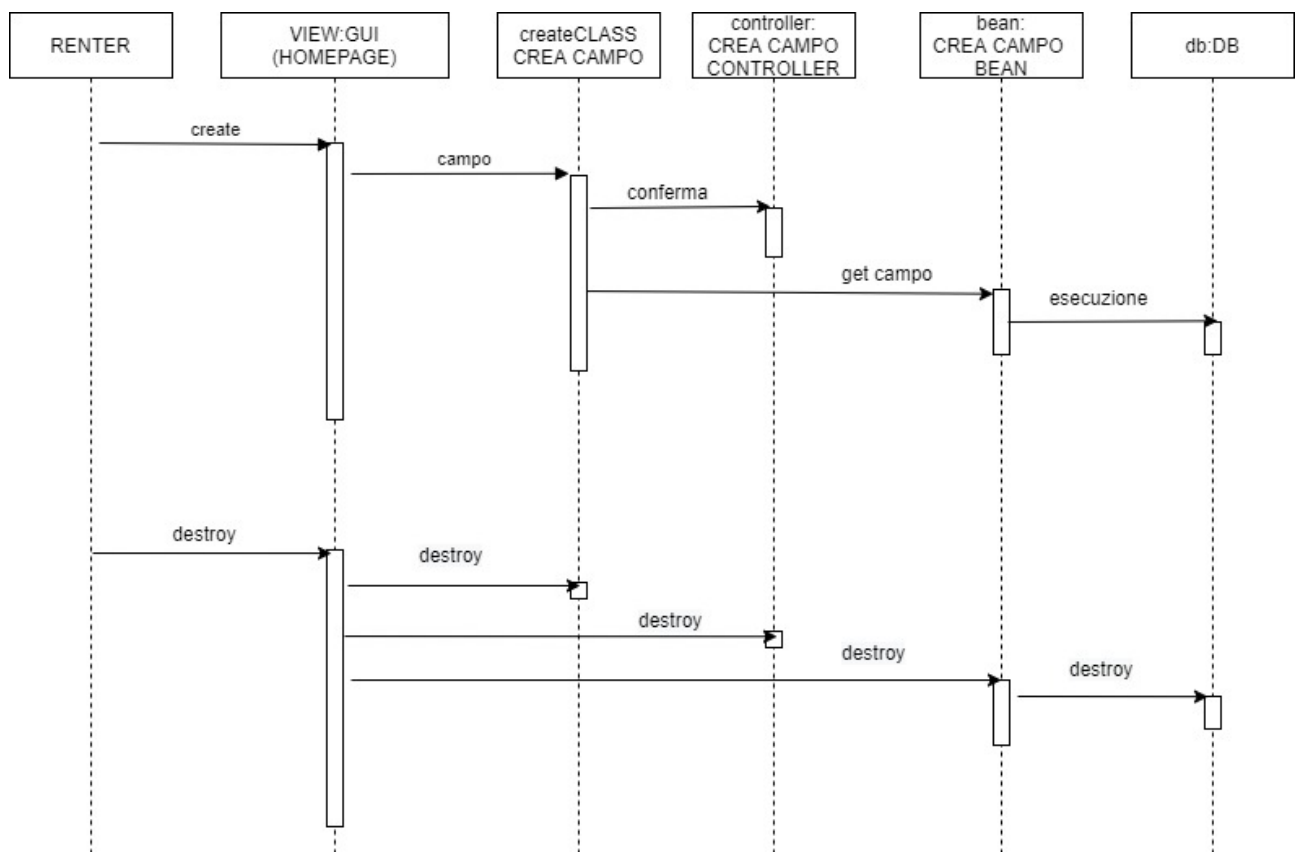 RENTER
VIEW:GUI
(HOMEPAGE)
createCLASS
CREA CAMPO
controller:
CREA CAMPO
CONTROLLER
bean:
CREA CAMPO
BEAN
db:DB
create
campo
conferma
get campo
esecuzione
destroy
destroy
destroy
destroy
destroy